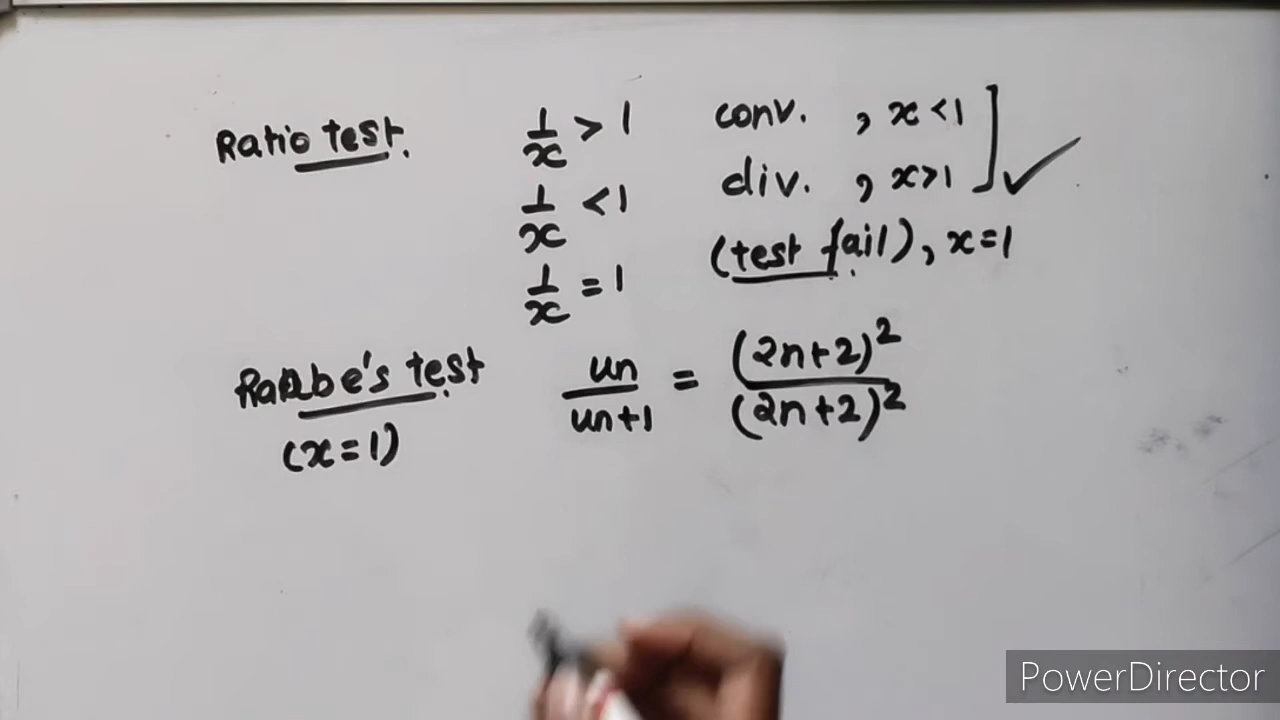 Ratio test. 1/x > 1 conv. , x < 1
1/x < 1 div. , x > 1
1/x = 1 (test fail), x = 1
Raabe's test un/un+1 = (2n+2)²/(2n+2)²
(x = 1)
PowerDirector